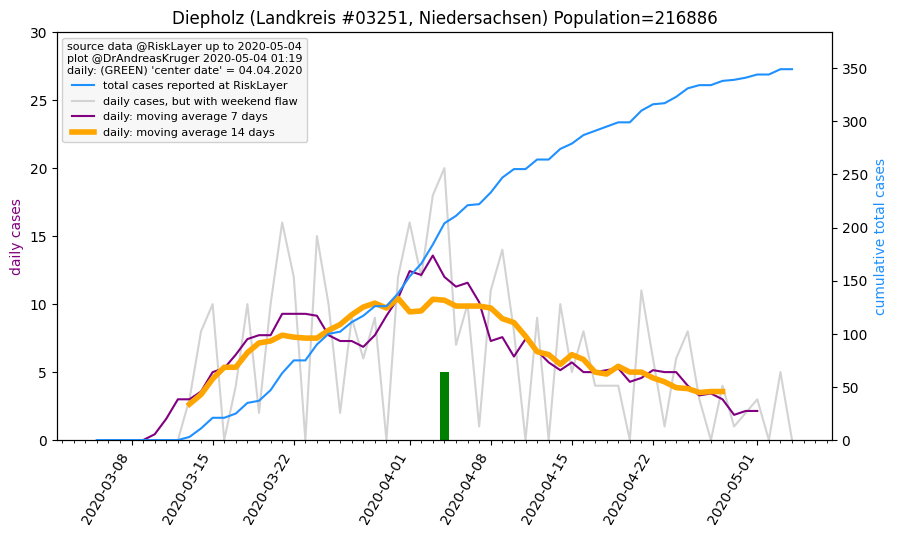 Diepholz (Landkreis #03251, Niedersachsen) Population=216886
source data @RiskLayer up to 2020-05-04
plot @DrAndreasKruger 2020-05-04 01:19
daily: (GREEN) 'center date' = 04.04.2020
total cases reported at RiskLayer
daily cases, but with weekend flaw
daily: moving average 7 days
daily: moving average 14 days
daily cases
30
25
20
15
10
5
0
cumulative total cases
350
300
250
200
150
100
50
0
2020-03-08
2020-03-15
2020-03-22
2020-04-01
2020-04-08
2020-04-15
2020-04-22
2020-05-01